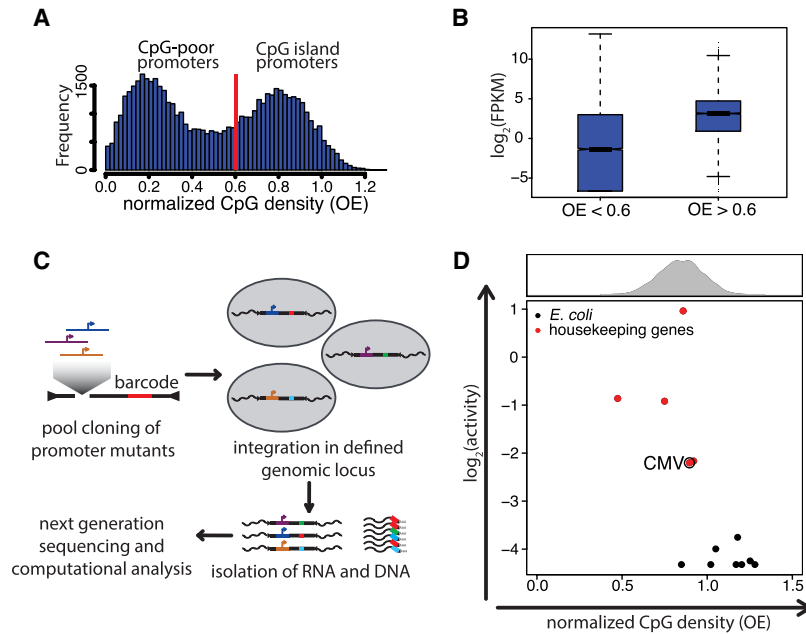 A
CpG-poor promoters
CpG island promoters
Frequency
1500
0
0.0 0.2 0.4 0.6 0.8 1.0 1.2
normalized CpG density (OE)
B
log2(FPKM)
10
5
0
−5
OE < 0.6 OE > 0.6
C
barcode
pool cloning of
promoter mutants
integration in defined
genomic locus
next generation
sequencing and
computational analysis
isolation of RNA and DNA
D
E. coli
housekeeping genes
log2(activity)
1
0
−1
−2
−3
−4
CMV
0.0 0.5 1.0 1.5
normalized CpG density (OE)